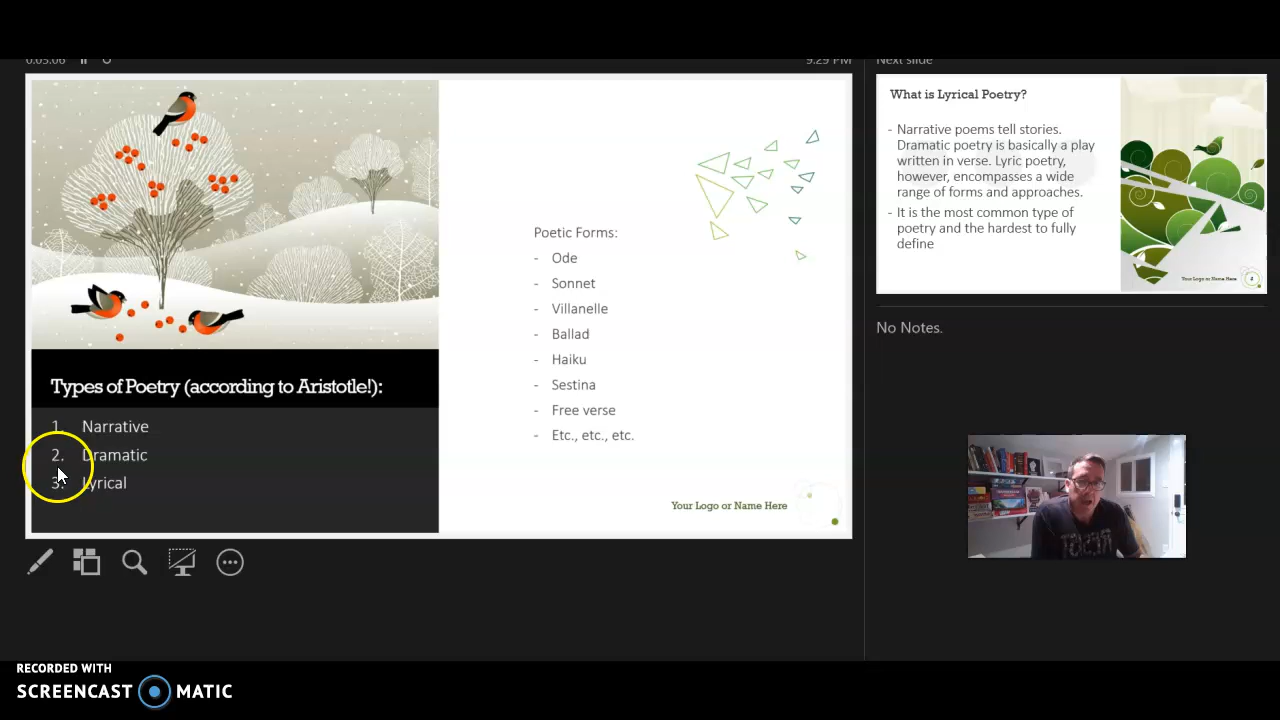 9:29 PM
Next slide
Types of Poetry (according to Aristotle!):
1. Narrative
2. Dramatic
3. Lyrical
Poetic Forms:
- Ode
- Sonnet
- Villanelle
- Ballad
- Haiku
- Sestina
- Free verse
- Etc., etc., etc.
Your Logo or Name Here
What is Lyrical Poetry?
- Narrative poems tell stories.
Dramatic poetry is basically a play
written in verse. Lyric poetry,
however, encompasses a wide
range of forms and approaches.
- It is the most common type of
poetry and the hardest to fully
define
Your Logo or Name Here
No Notes.
RECORDED WITH
SCREENCAST MATIC